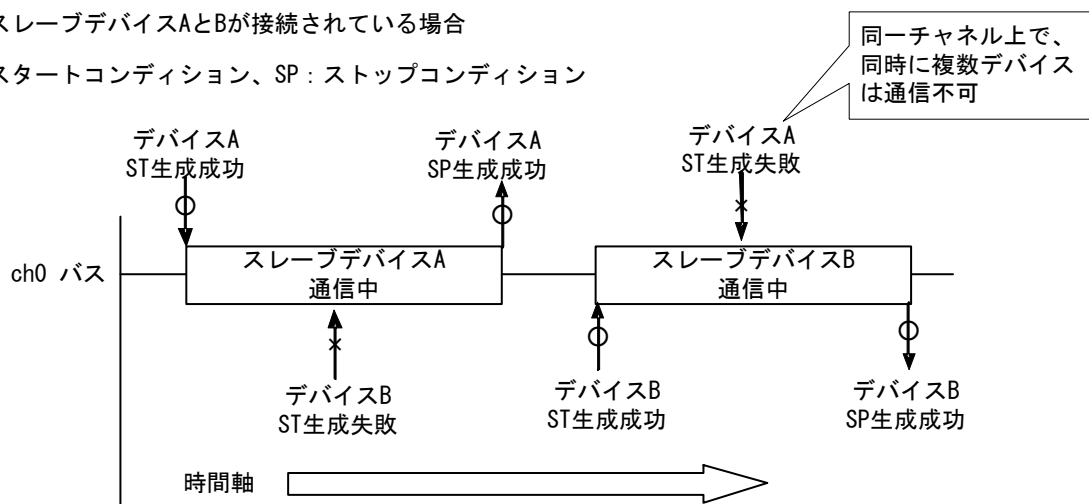 スレーブデバイスAとBが接続されている場合
スタートコンディション、SP：ストップコンディション
同一チャネル上で、
同時に複数デバイス
は通信不可
デバイスA
ST生成成功
デバイスA
SP生成成功
デバイスA
ST生成失敗
ch0 バス
スレーブデバイスA
通信中
スレーブデバイスB
通信中
デバイスB
ST生成失敗
デバイスB
ST生成成功
デバイスB
SP生成成功
時間軸